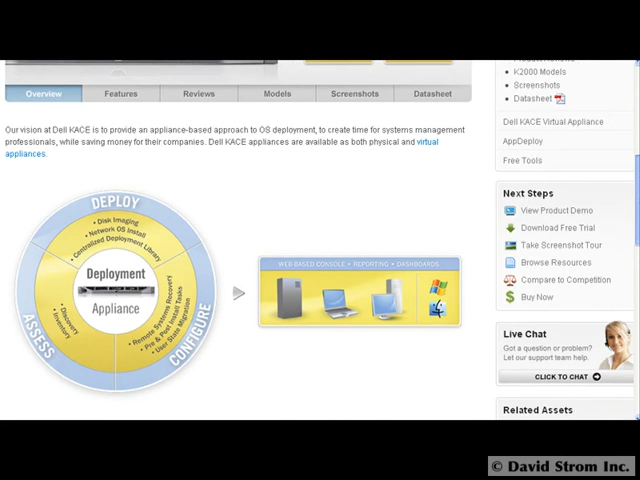 Overview Features Reviews Models Screenshots Datasheet
Our vision at Dell KACE is to provide an appliance-based approach to OS deployment, to create time for systems management
professionals, while saving money for their companies. Dell KACE appliances are available as both physical and virtual
appliances.
DEPLOY
• Disk Imaging
• Network OS Install
• Centralized Deployment Library
Deployment
Appliance
ASSESS
• Discovery
• Inventory
CONFIGURE
• Remote Systems Recovery
• Pre & Post Install Tasks
• User State Migration
WEB-BASED CONSOLE • REPORTING • DASHBOARDS
• K2000 Models
• Screenshots
• Datasheet
Dell KACE Virtual Appliance
AppDeploy
Free Tools
Next Steps
View Product Demo
Download Free Trial
Take Screenshot Tour
Browse Resources
Compare to Competition
Buy Now
Live Chat
Got a question or problem?
Let our support team help.
CLICK TO CHAT
Related Assets
© David Strom Inc.